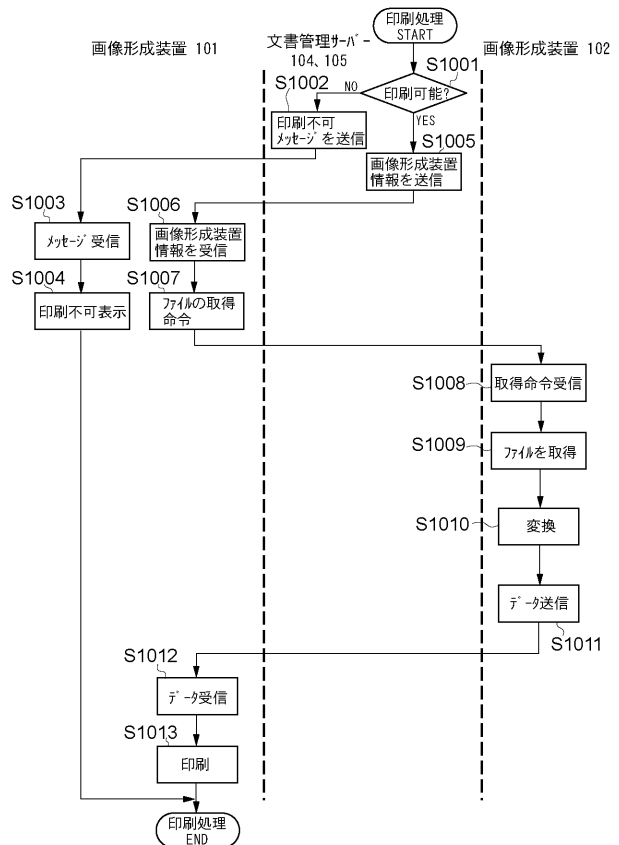 印刷処理
START
画像形成装置 101
文書管理サーバー
104、105
画像形成装置 102
S1001
印刷可能?
NO
YES
S1002
印刷不可
メッセージを送信
S1005
画像形成装置
情報を送信
S1003
メッセージ受信
S1006
画像形成装置
情報を受信
S1004
印刷不可表示
S1007
ファイルの取得
命令
S1008
取得命令受信
S1009
ファイルを取得
S1010
変換
データ送信
S1011
S1012
データ受信
S1013
印刷
印刷処理
END